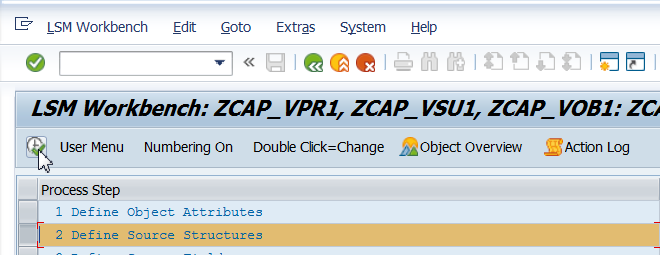 LSM Workbench Edit Goto Extras System Help
LSM Workbench: ZCAP_VPR1, ZCAP_VSU1, ZCAP_VOB1: ZCA
User Menu Numbering On Double Click=Change Object Overview Action Log
Process Step
1 Define Object Attributes
2 Define Source Structures